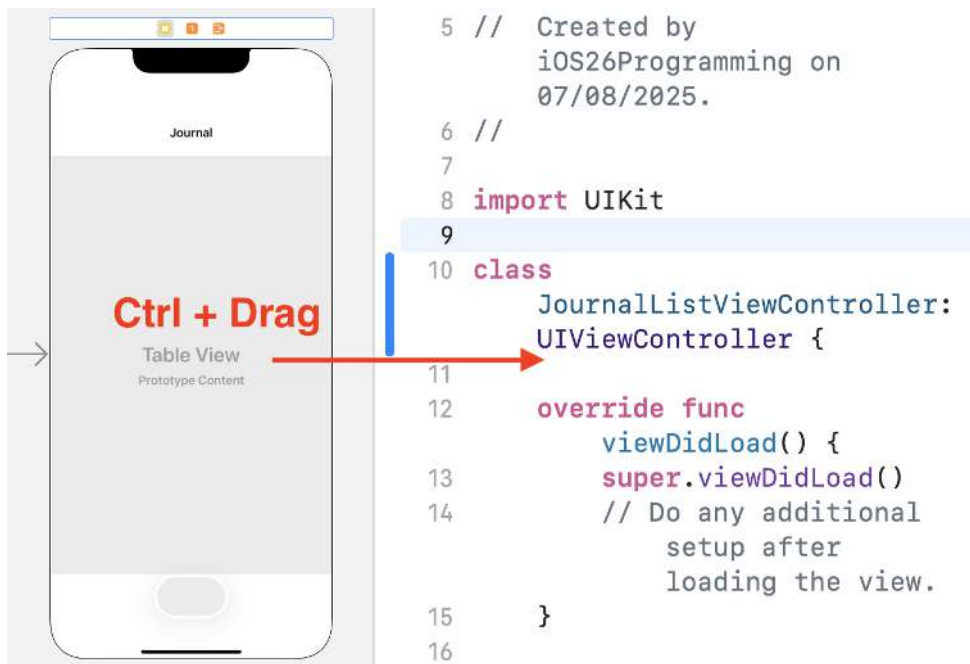 Journal
Ctrl + Drag
Table View
Prototype Content
5 // Created by
iOS26Programming on
07/08/2025.
6 //
7
8 import UIKit
9
10 class
JournalListViewController:
UIViewController {
11
12 override func
viewDidLoad() {
13 super.viewDidLoad()
14 // Do any additional
setup after
loading the view.
15 }
16